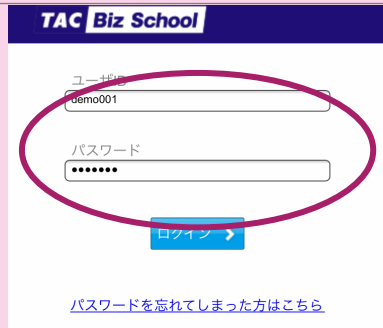 TAC Biz School
ユーザID
demo001
パスワード
•••••••
ログイン
パスワードを忘れてしまった方はこちら